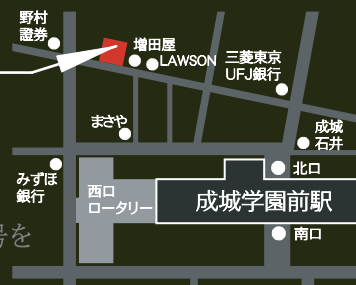 野村
證券
増田屋
LAWSON
三菱東京
UFJ銀行
まさや
成城
石井
みずほ
銀行
北口
西口
ロータリー
成城学園前駅
南口
号を